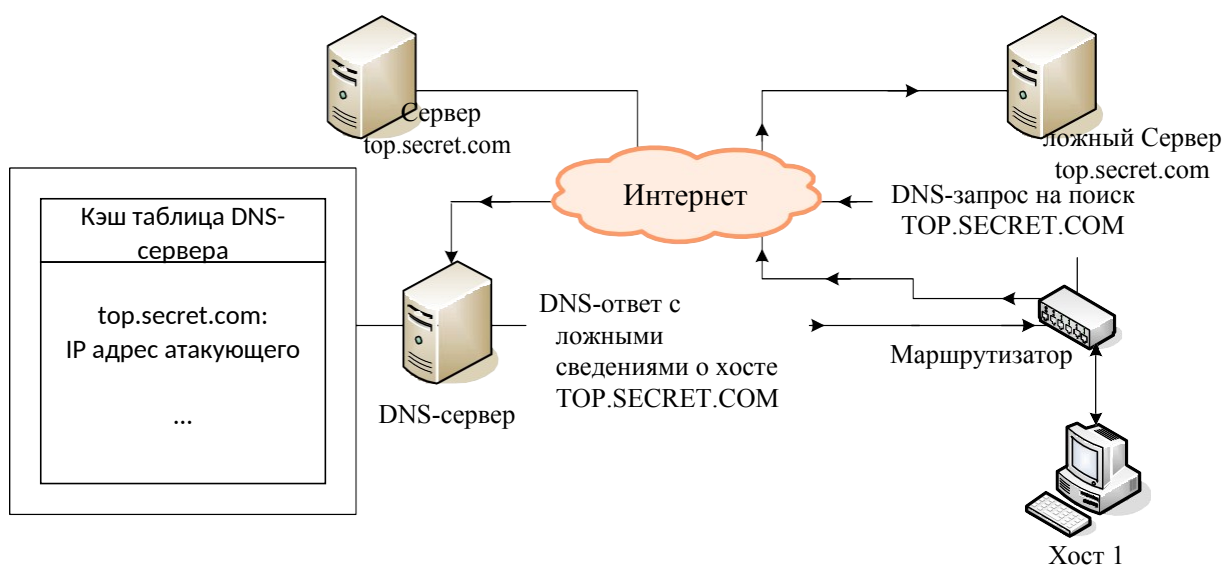 Сервер
top.secret.com
ложный Сервер
top.secret.com
Интернет
DNS-запрос на поиск
TOP.SECRET.COM
Кэш таблица DNS-
сервера
top.secret.com:
IP адрес атакующего
...
DNS-сервер
DNS-ответ с
ложными
сведениями о хосте
TOP.SECRET.COM
Маршрутизатор
Хост 1